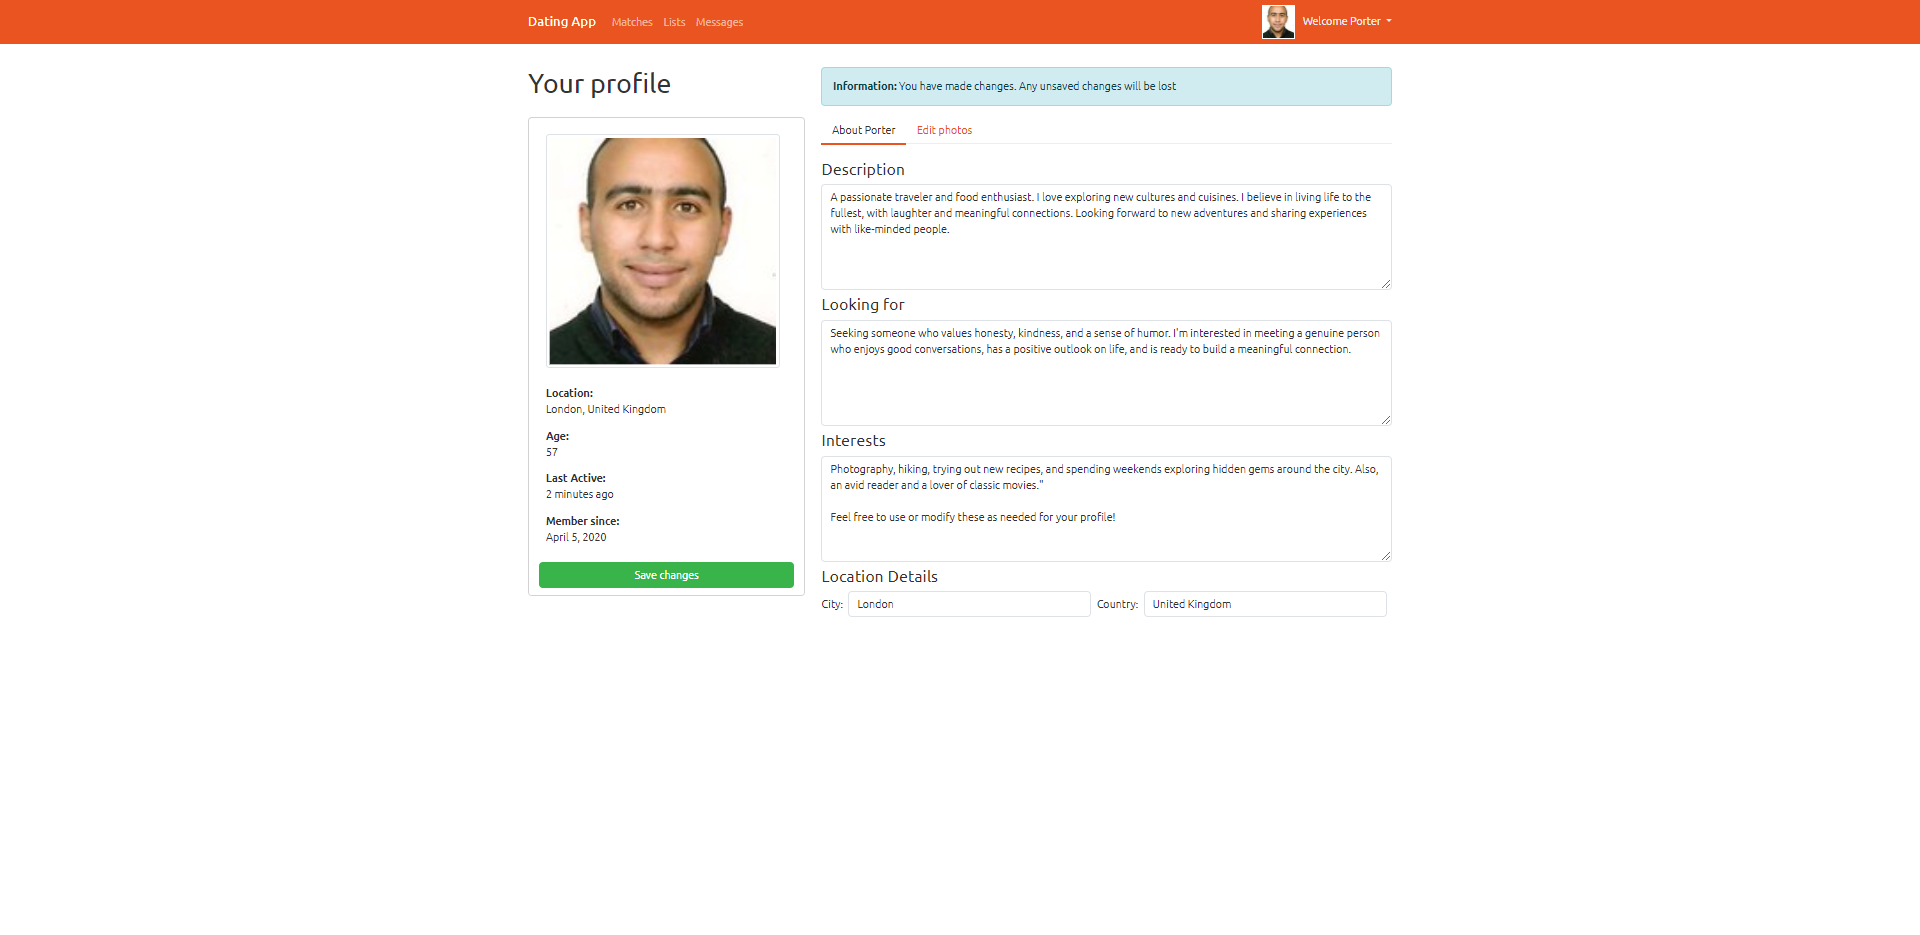 Dating App Matches Lists Messages Welcome Porter
Your profile
Location:
London, United Kingdom
Age:
57
Last Active:
2 minutes ago
Member since:
April 5, 2020
Save changes
Information: You have made changes. Any unsaved changes will be lost
About Porter Edit photos
Description
A passionate traveler and food enthusiast. I love exploring new cultures and cuisines. I believe in living life to the
fullest, with laughter and meaningful connections. Looking forward to new adventures and sharing experiences
with like-minded people.
Looking for
Seeking someone who values honesty, kindness, and a sense of humor. I'm interested in meeting a genuine person
who enjoys good conversations, has a positive outlook on life, and is ready to build a meaningful connection.
Interests
Photography, hiking, trying out new recipes, and spending weekends exploring hidden gems around the city. Also,
an avid reader and a lover of classic movies."
Feel free to use or modify these as needed for your profile!
Location Details
City: London Country: United Kingdom